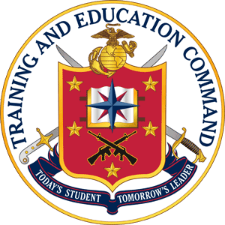 TRAINING AND EDUCATION COMMAND
TODAY'S STUDENT TOMORROW'S LEADER